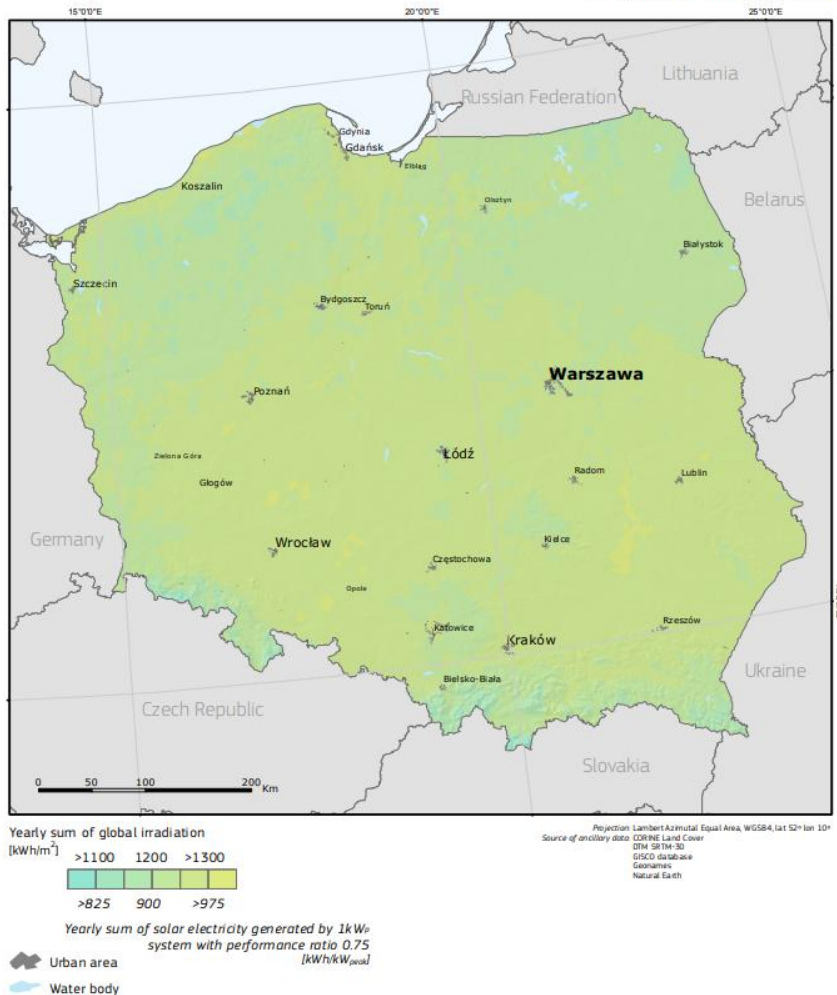 15°0'0"E
20°0'0"E
25°0'0"E
Lithuania
Russian Federation
Gdynia
Gdańsk
Elbląg
Koszalin
Olsztyn
Belarus
Białystok
Szczecin
Bydgoszcz
Toruń
Warszawa
Poznań
Łódź
Zielona Góra
Głogów
Radom
Lublin
Germany
Wrocław
Kielce
Częstochowa
Opole
Katowice
Kraków
Rzeszów
Bielsko-Biała
Ukraine
Czech Republic
Slovakia
0 50 100 200 Km
Yearly sum of global irradiation
[kWh/m²]
>1100 1200 >1300
>825 900 >975
Yearly sum of solar electricity generated by 1kWp
system with performance ratio 0.75
[kWh/kWpeak]
Urban area
Water body
Projection: Lambert Azimutal Equal Area, WGS84, lat 52° lon 10°
Source of ancillary data: CORINE Land Cover
DTM SRTM-30
GISCO database
Geonames
Natural Earth